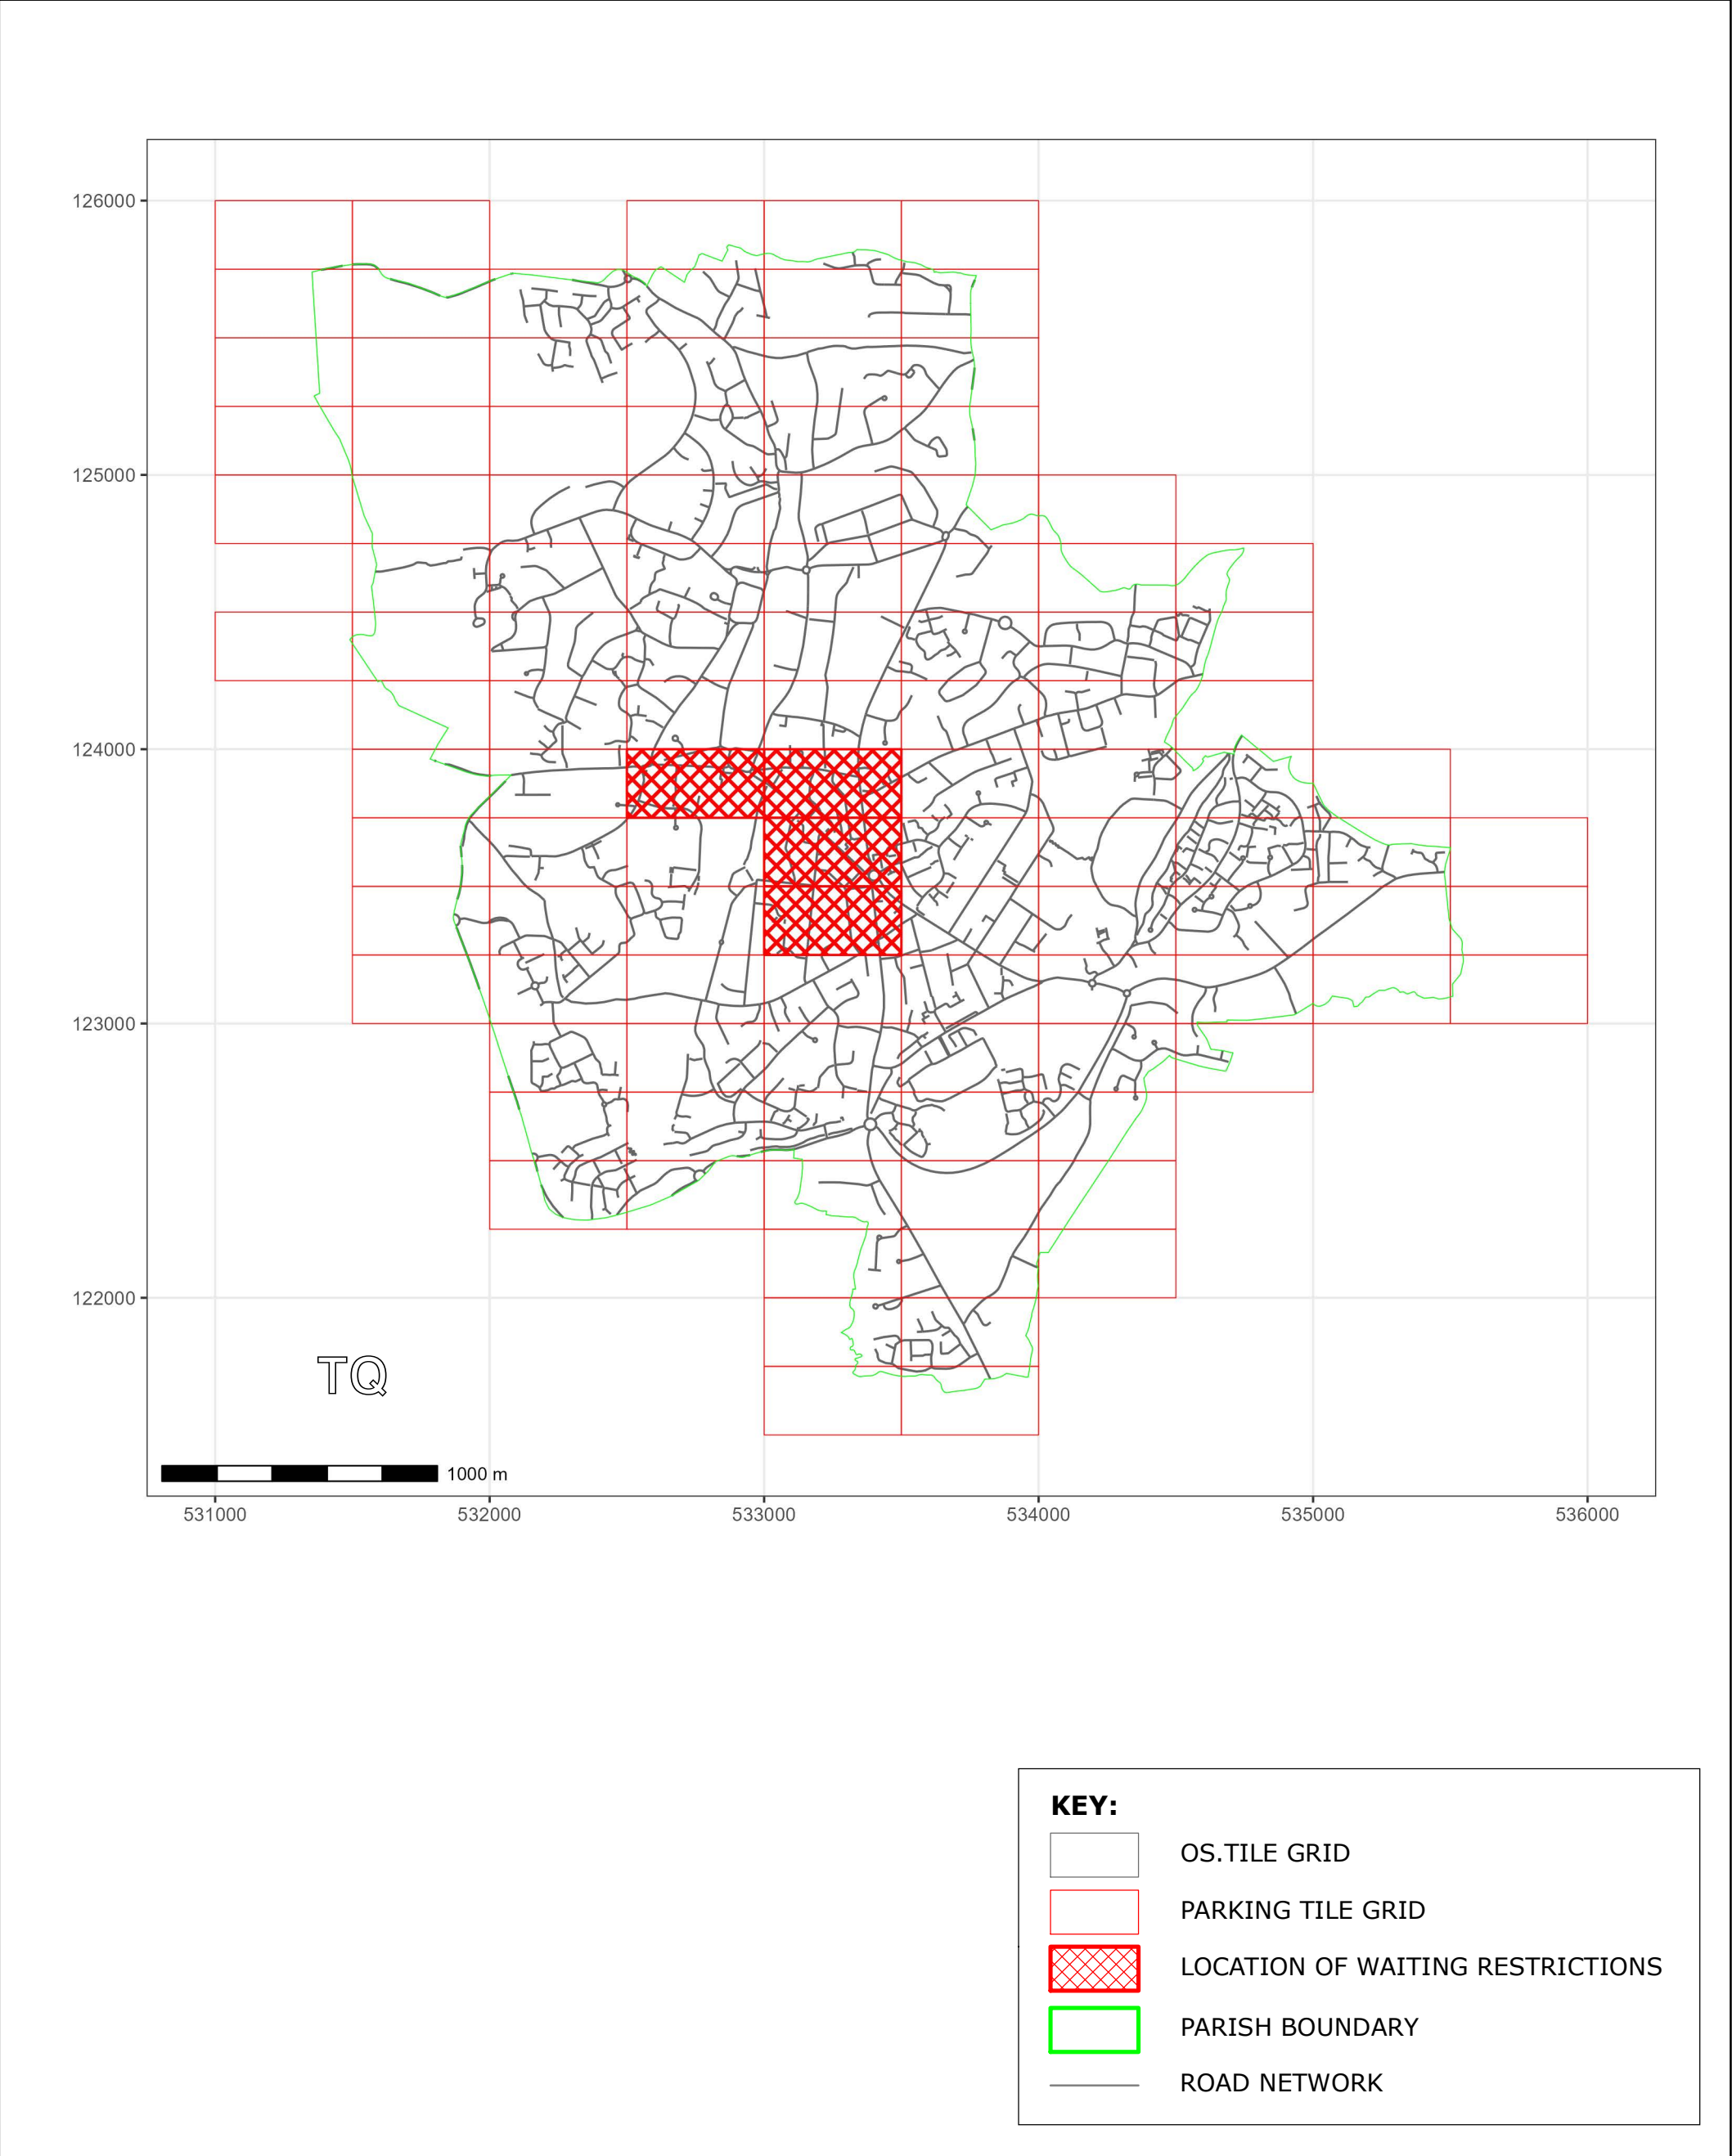 126000
125000
124000
123000
122000
TQ
1000 m
531000 532000 533000 534000 535000 536000
KEY:
OS.TILE GRID
PARKING TILE GRID
LOCATION OF WAITING RESTRICTIONS
PARISH BOUNDARY
ROAD NETWORK